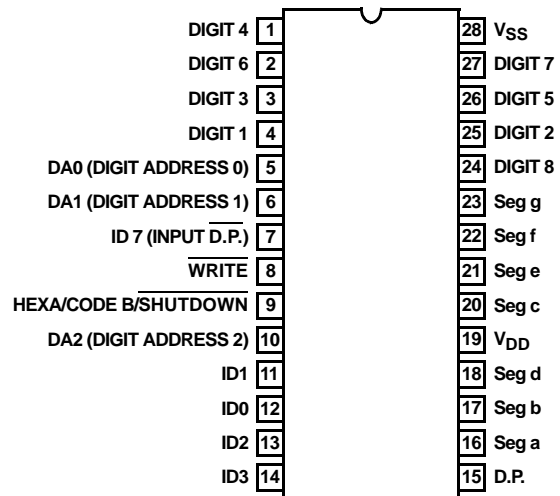 DIGIT 4 1 28 VSS
DIGIT 6 2 27 DIGIT 7
DIGIT 3 3 26 DIGIT 5
DIGIT 1 4 25 DIGIT 2
DA0 (DIGIT ADDRESS 0) 5 24 DIGIT 8
DA1 (DIGIT ADDRESS 1) 6 23 Seg g
ID 7 (INPUT D.P.) 7 22 Seg f
WRITE 8 21 Seg e
HEXA/CODE B/SHUTDOWN 9 20 Seg c
DA2 (DIGIT ADDRESS 2) 10 19 VDD
ID1 11 18 Seg d
ID0 12 17 Seg b
ID2 13 16 Seg a
ID3 14 15 D.P.